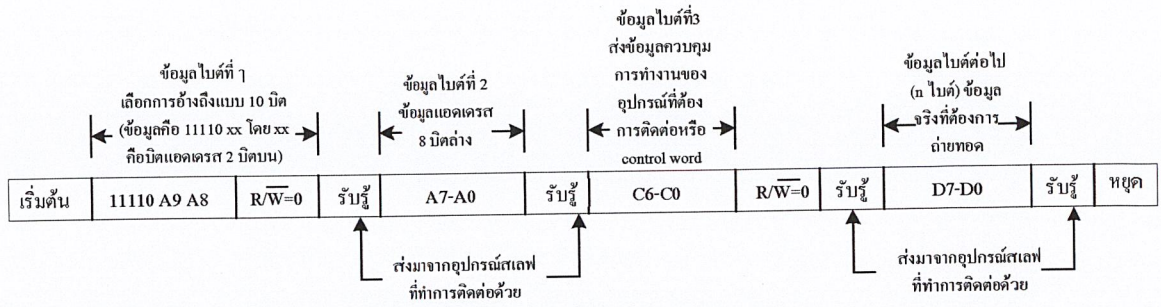 ข้อมูลไบต์ที่ 1
เลือกการอ้างถึงแบบ 10 บิต
(ข้อมูลคือ 11110 xx โดย xx
คือบิตแอดเดรส 2 บิตบน)
ข้อมูลไบต์ที่ 2
ข้อมูลแอดเดรส
8 บิตล่าง
ข้อมูลไบต์ที่3
ส่งข้อมูลควบคุม
การทำงานของ
อุปกรณ์ที่ต้อง
การติดต่อหรือ
control word
ข้อมูลไบต์ต่อไป
(n ไบต์) ข้อมูล
จริงที่ต้องการ
ถ่ายทอด
เริ่มต้น 11110 A9 A8 R/W̅=0 รับรู้ A7-A0 รับรู้ C6-C0 R/W̅=0 รับรู้ D7-D0 รับรู้ หยุด
ส่งมาจากอุปกรณ์สเลฟ
ที่ทำการติดต่อด้วย
ส่งมาจากอุปกรณ์สเลฟ
ที่ทำการติดต่อด้วย